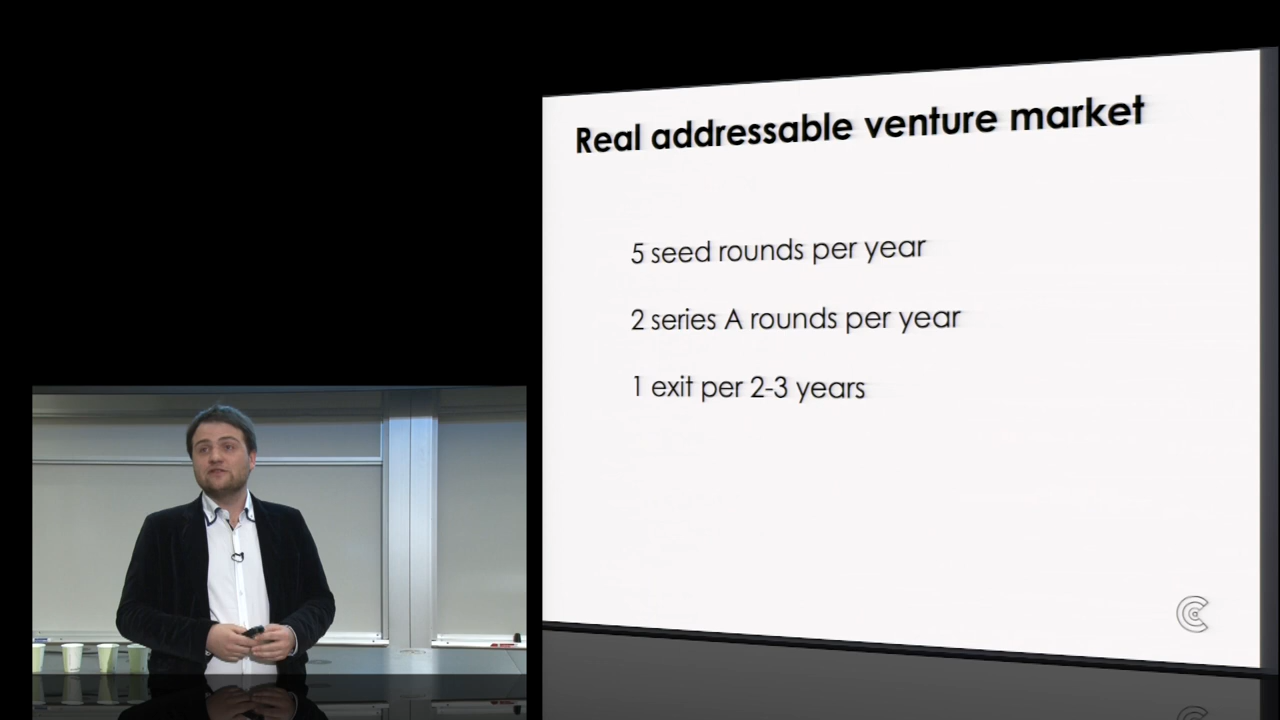 Real addressable venture market
5 seed rounds per year
2 series A rounds per year
1 exit per 2-3 years